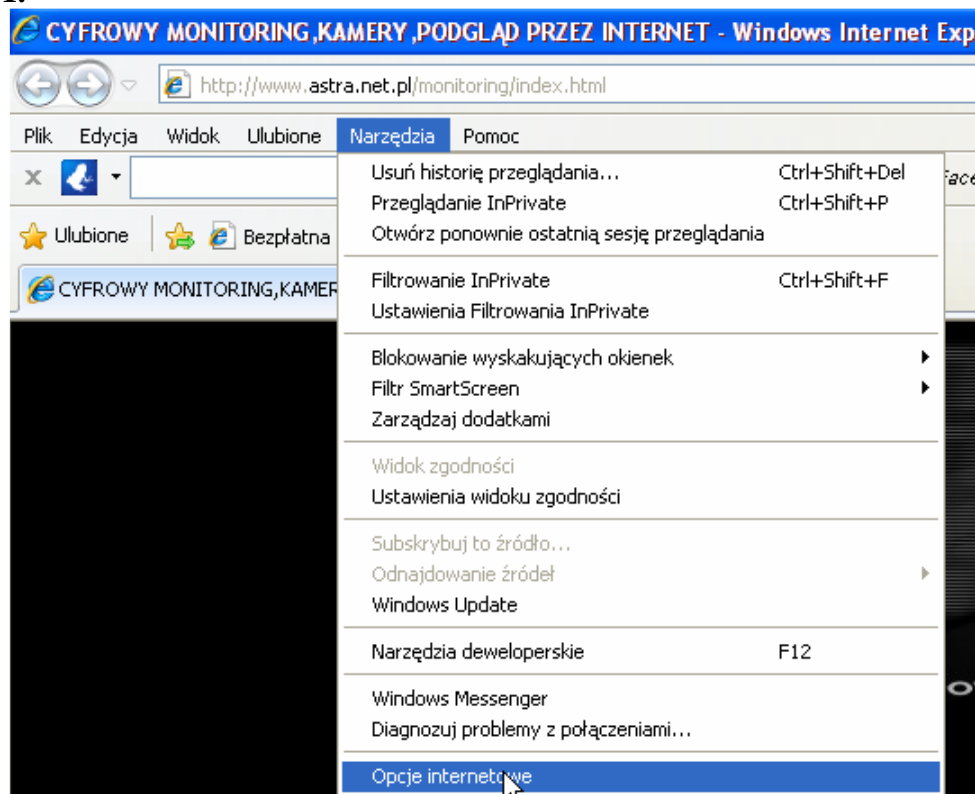 1.
CYFROWY MONITORING,KAMERY,PODGLĄD PRZEZ INTERNET - Windows Internet Exp
http://www.astra.net.pl/monitoring/index.html
Plik Edycja Widok Ulubione Narzędzia Pomoc
Usuń historię przeglądania... Ctrl+Shift+Del
Przeglądanie InPrivate Ctrl+Shift+P
Otwórz ponownie ostatnią sesję przeglądania
Ulubione Bezpłatna
Filtrowanie InPrivate Ctrl+Shift+F
CYFROWY MONITORING,KAMER
Ustawienia Filtrowania InPrivate
Blokowanie wyskakujących okienek
Filtr SmartScreen
Zarządzaj dodatkami
Widok zgodności
Ustawienia widoku zgodności
Subskrybuj to źródło...
Odnajdowanie źródeł
Windows Update
Narzędzia deweloperskie F12
Windows Messenger
Diagnozuj problemy z połączeniami...
Opcje internetowe